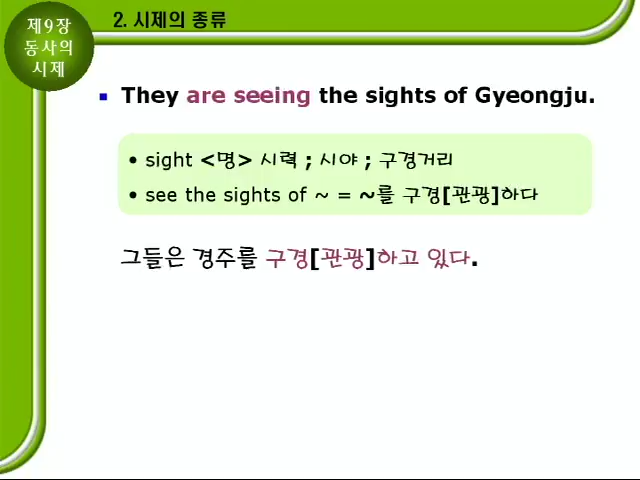 제9장
동사의
시제
2. 시제의 종류
▪ They are seeing the sights of Gyeongju.
• sight <명> 시력 ; 시야 ; 구경거리
• see the sights of ~ = ~를 구경[관광]하다
그들은 경주를 구경[관광]하고 있다.